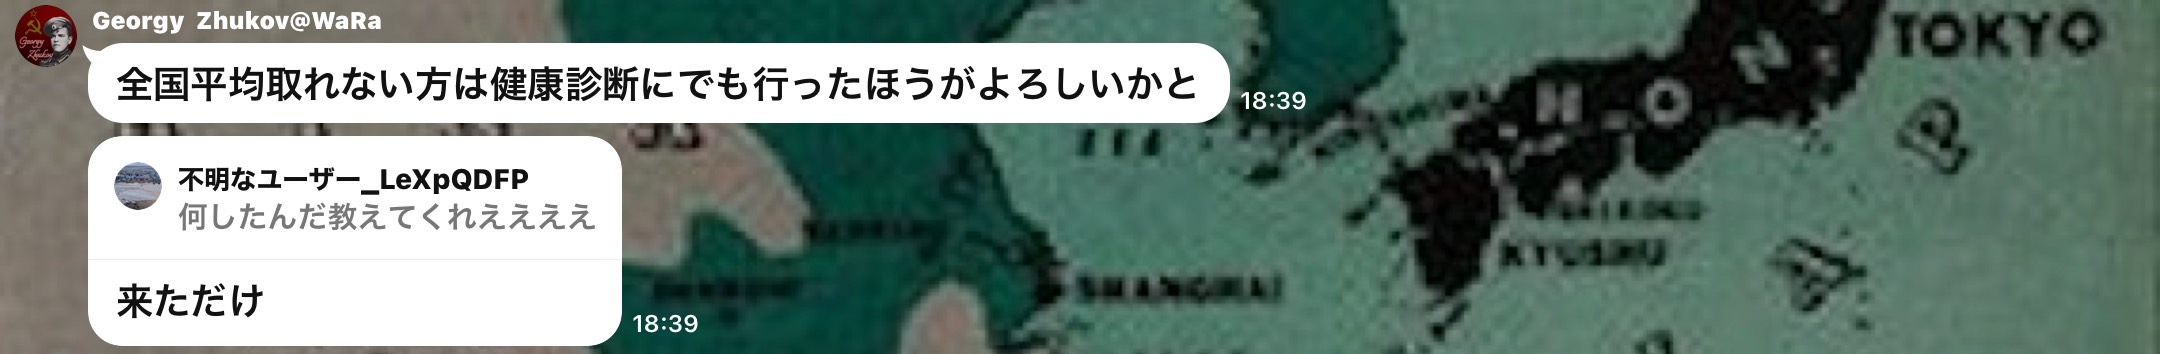 Georgy Zhukov@WaRa
全国平均取れない方は健康診断にでも行ったほうがよろしいかと
18:39
不明なユーザー_LeXpQDFP
何したんだ教えてくれええええ
来ただけ
18:39
TOKYO
HON
SHANGHAI
KYUSHU